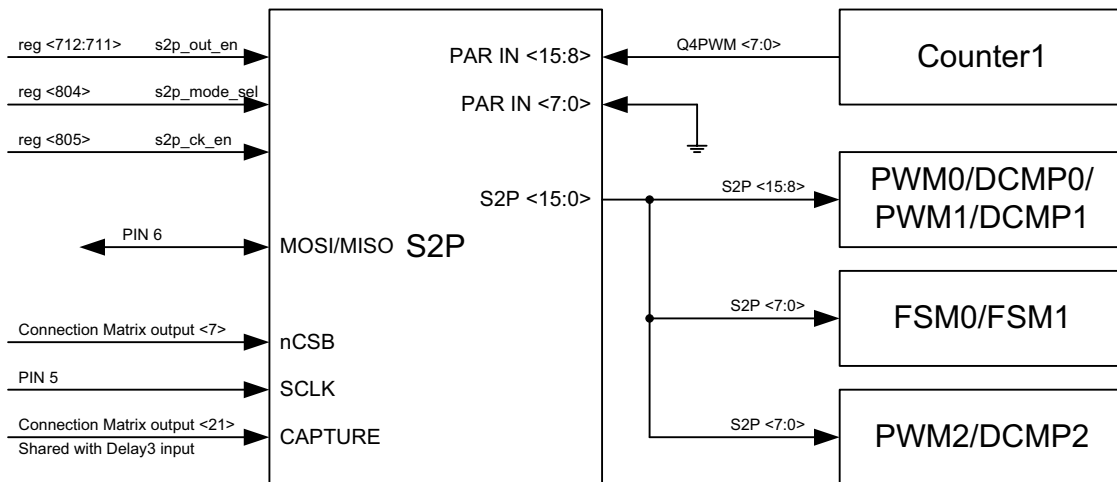 reg <712:711> s2p_out_en
reg <804> s2p_mode_sel
reg <805> s2p_ck_en
PIN 6
MOSI/MISO
S2P
Connection Matrix output <7>
nCSB
PIN 5
SCLK
Connection Matrix output <21>
Shared with Delay3 input
CAPTURE
PAR IN <15:8>
PAR IN <7:0>
S2P <15:0>
Q4PWM <7:0>
Counter1
S2P <15:8>
PWM0/DCMP0/
PWM1/DCMP1
S2P <7:0>
FSM0/FSM1
S2P <7:0>
PWM2/DCMP2